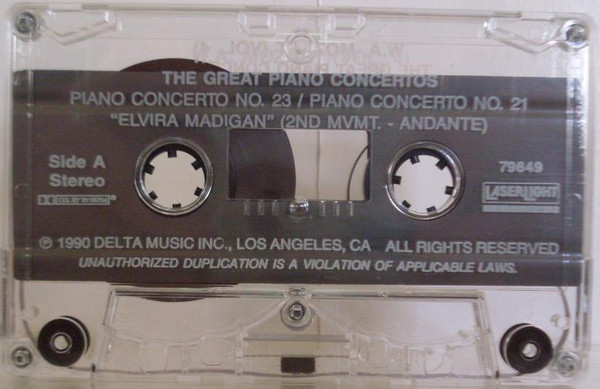 THE GREAT PIANO CONCERTOS
PIANO CONCERTO NO. 23 / PIANO CONCERTO NO. 21
"ELVIRA MADIGAN" (2ND MVMT. - ANDANTE)
Side A
Stereo
79649
LASERLIGHT
℗ 1990 DELTA MUSIC INC., LOS ANGELES, CA ALL RIGHTS RESERVED
UNAUTHORIZED DUPLICATION IS A VIOLATION OF APPLICABLE LAWS.